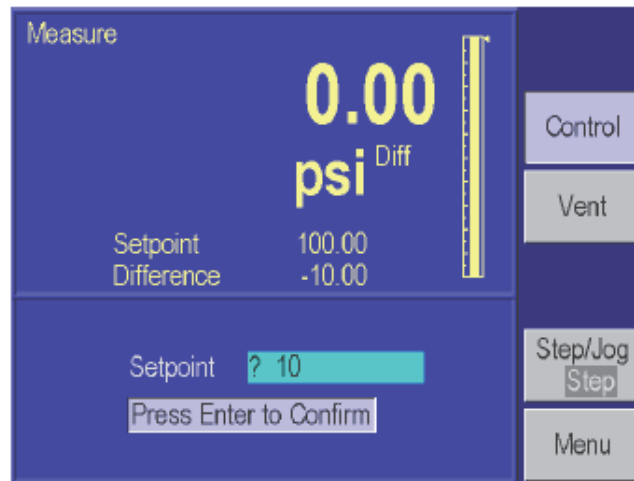 Measure
0.00
psi Diff
Setpoint 100.00
Difference -10.00
Setpoint ? 10
Press Enter to Confirm
Control
Vent
Step/Jog
Step
Menu